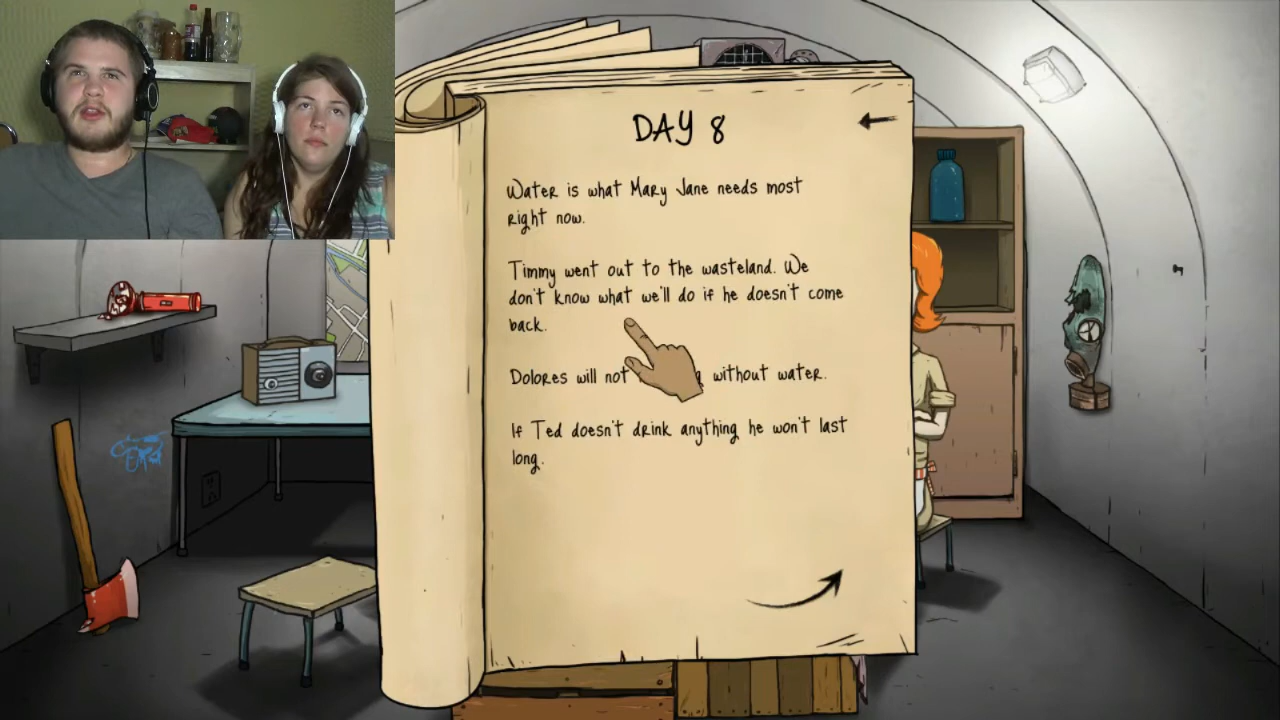 DAY 8
Water is what Mary Jane needs most
right now.
Timmy went out to the wasteland. We
don't know what we'll do if he doesn't come
back.
Dolores will not without water.
If Ted doesn't drink anything he won't last
long.